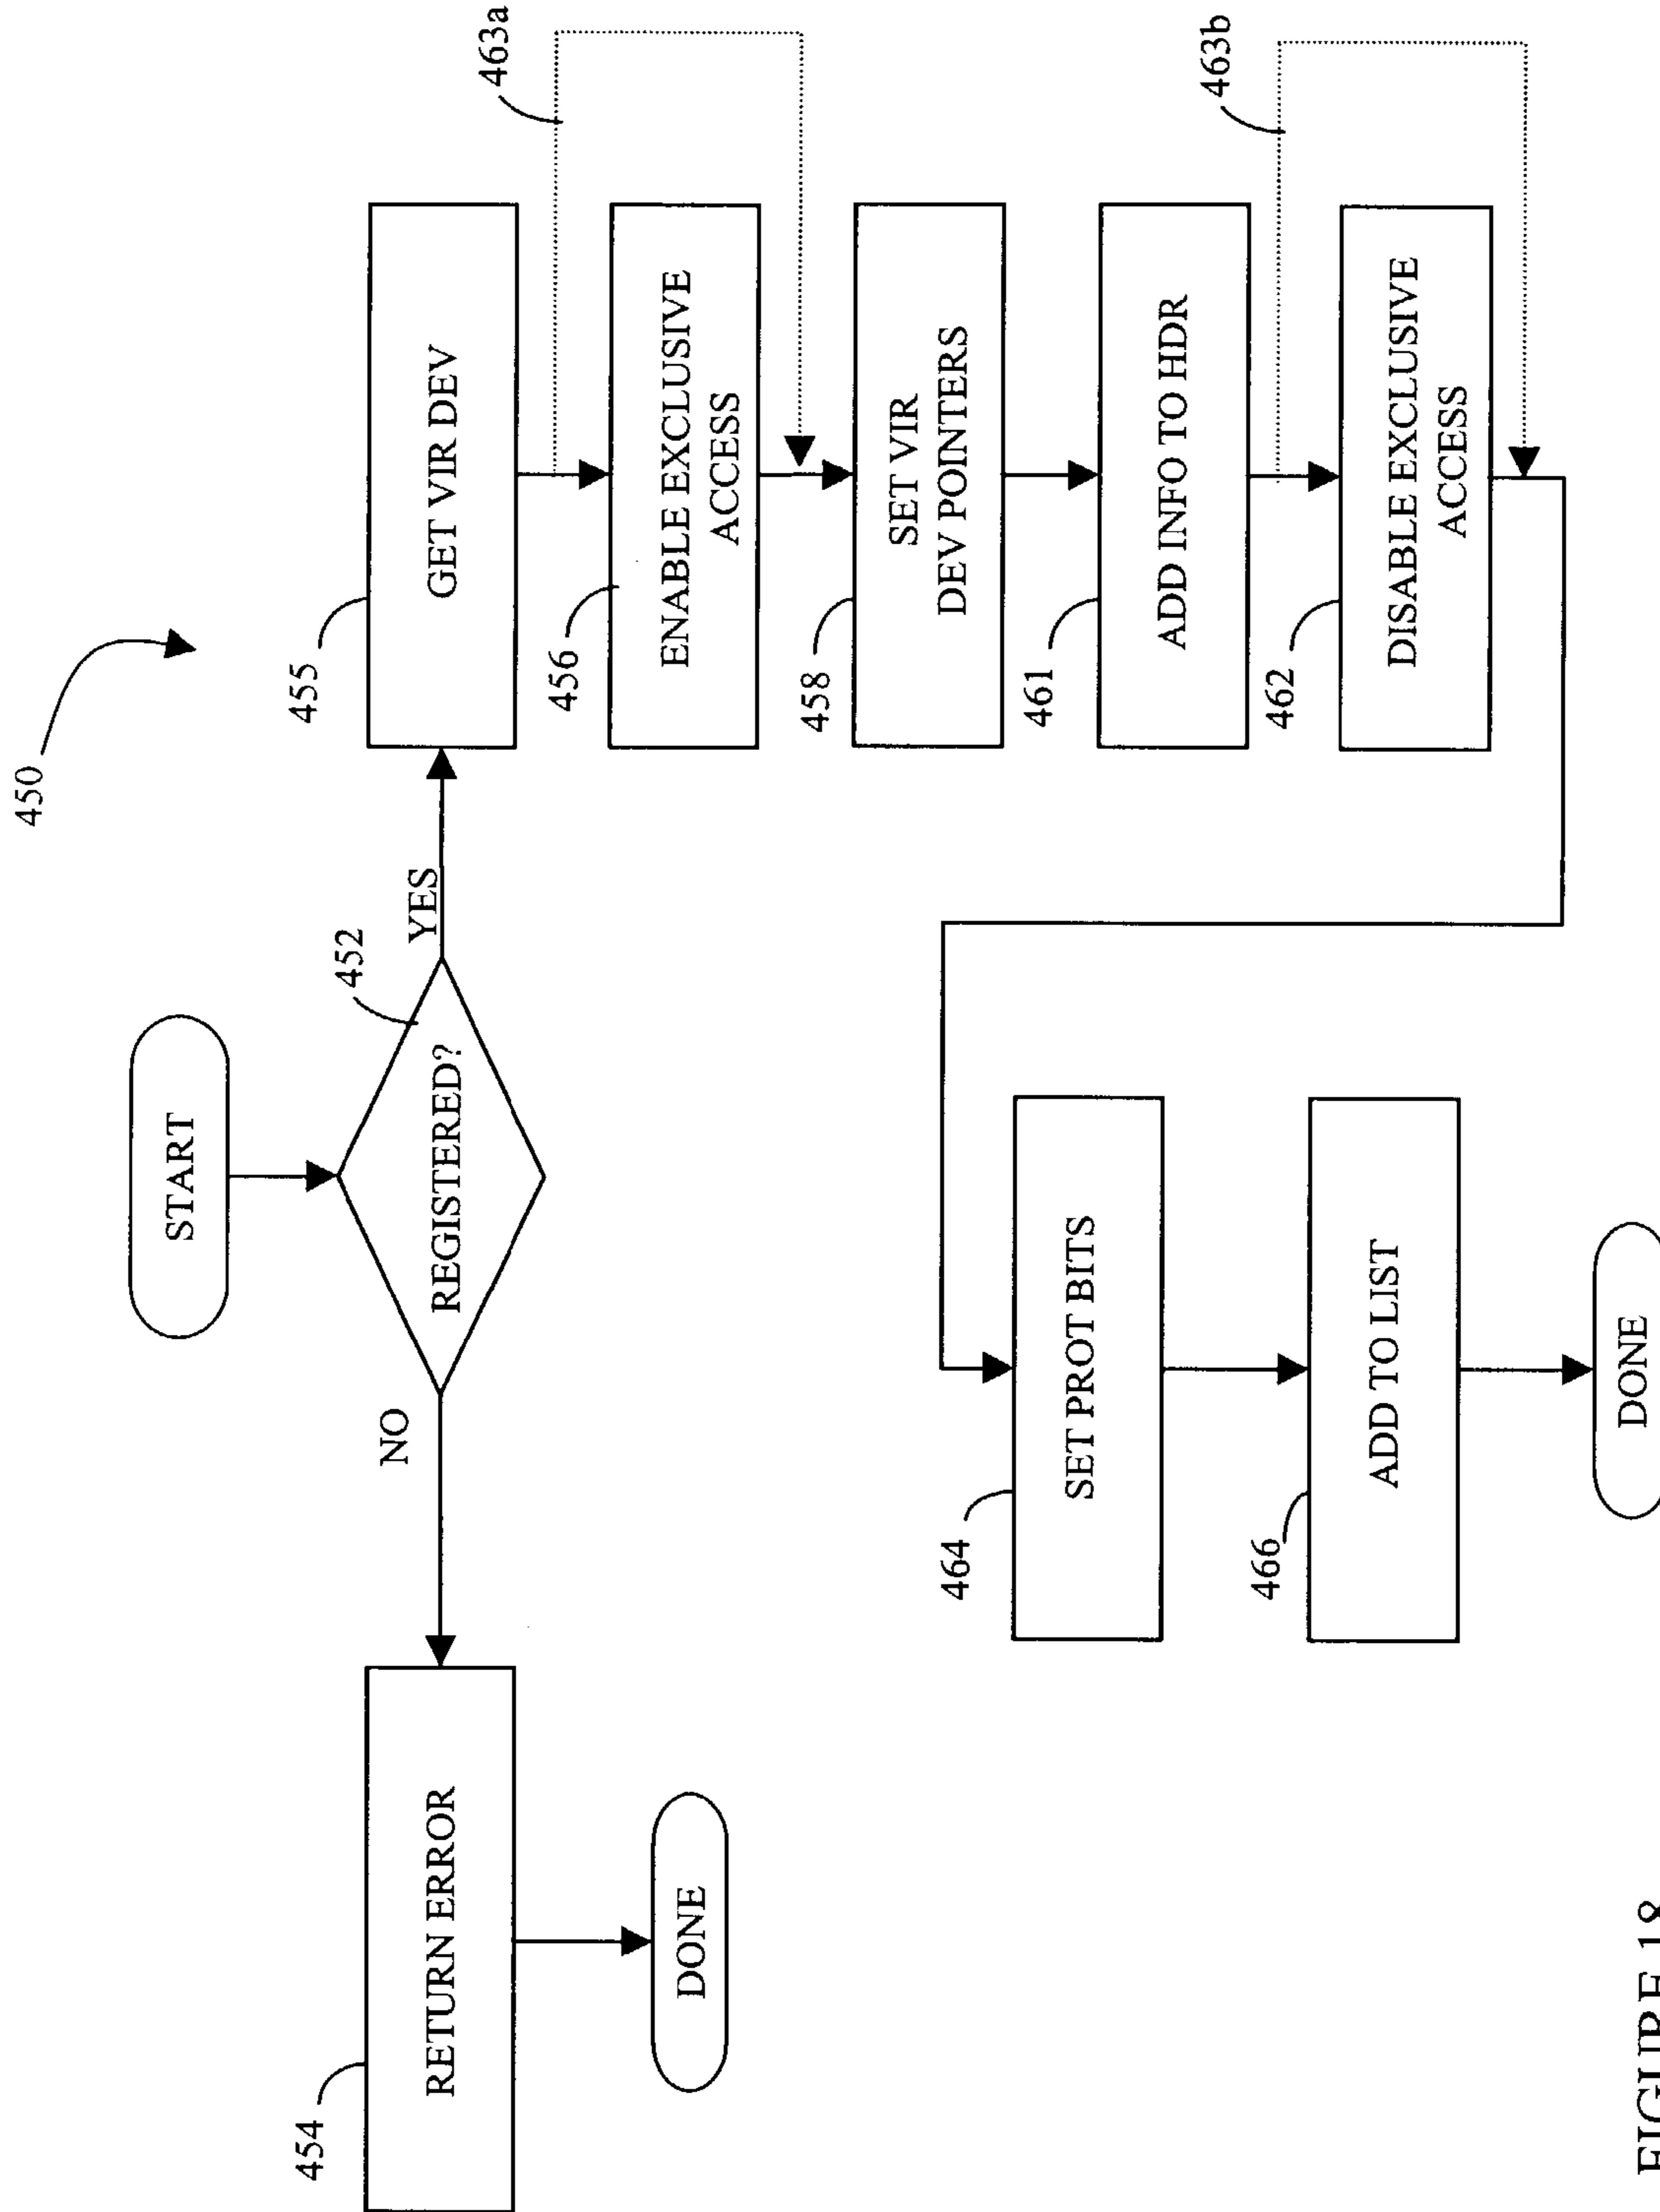 450
START
REGISTERED?
452
NO
YES
454
RETURN ERROR
DONE
455
GET VIR DEV
463a
456
ENABLE EXCLUSIVE
ACCESS
458
SET VIR
DEV POINTERS
461
ADD INFO TO HDR
463b
462
DISABLE EXCLUSIVE
ACCESS
464
SET PROT BITS
466
ADD TO LIST
DONE
FIGURE 18